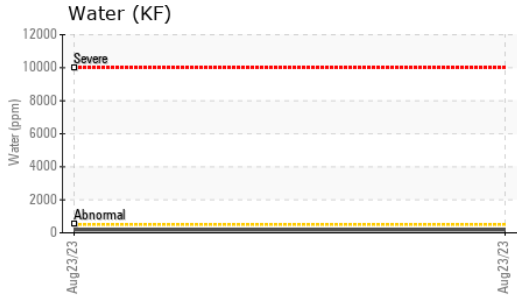 Water (KF)
12000
Severe
10000
8000
Water (ppm)
6000
4000
2000
Abnormal
0
Aug23/23
Aug23/23